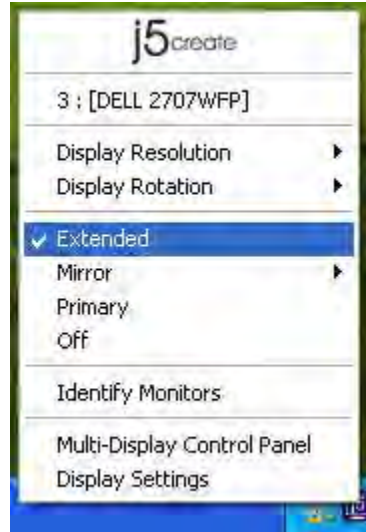 j5create
3 : [DELL 2707WFP]
Display Resolution
Display Rotation
Extended
Mirror
Primary
Off
Identify Monitors
Multi-Display Control Panel
Display Settings